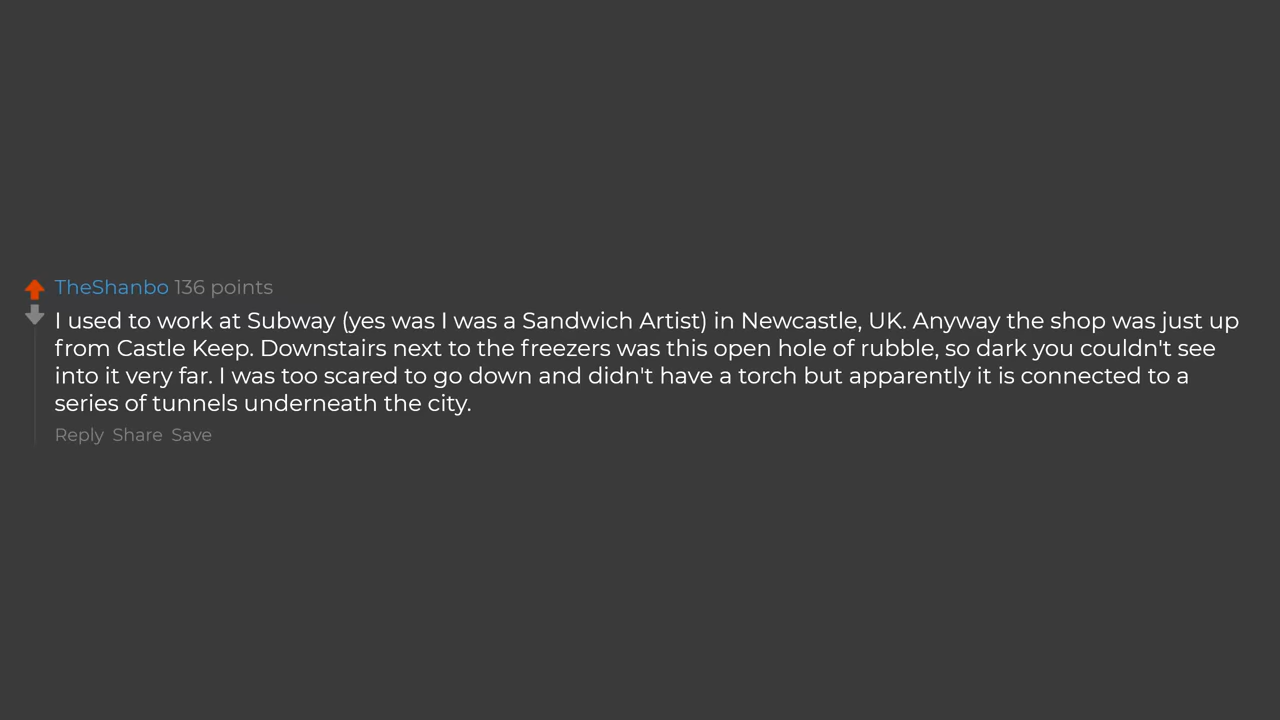 TheShanbo 136 points
I used to work at Subway (yes was I was a Sandwich Artist) in Newcastle, UK. Anyway the shop was just up
from Castle Keep. Downstairs next to the freezers was this open hole of rubble, so dark you couldn't see
into it very far. I was too scared to go down and didn't have a torch but apparently it is connected to a
series of tunnels underneath the city.
Reply Share Save